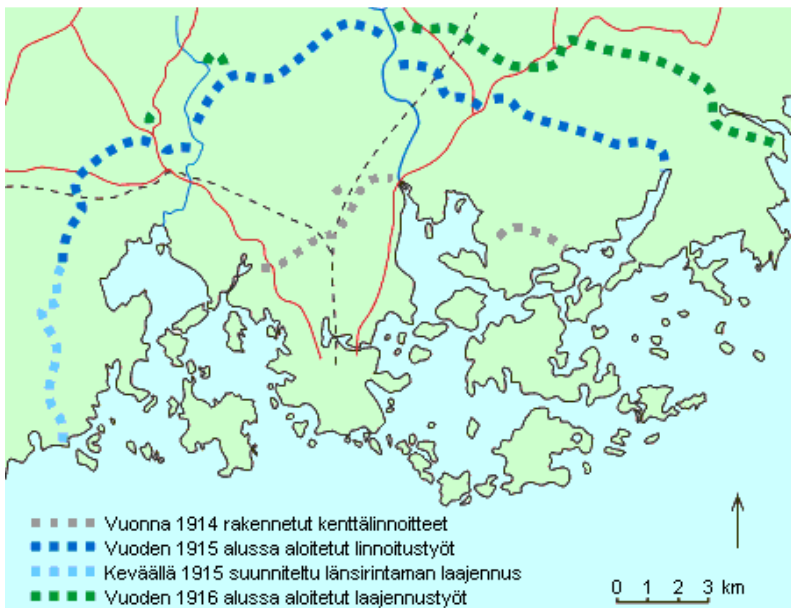 Vuonna 1914 rakennetut kenttälinnoitteet
Vuoden 1915 alussa aloitetut linnoitustyöt
Keväällä 1915 suunniteltu länsirintaman laajennus
Vuoden 1916 alussa aloitetut laajennustyöt
0 1 2 3 km